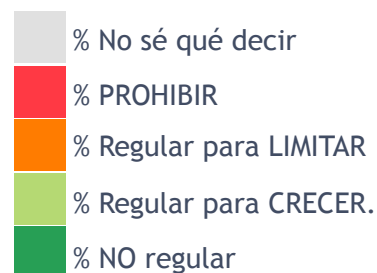 % No sé qué decir
% PROHIBIR
% Regular para LIMITAR
% Regular para CRECER.
% NO regular